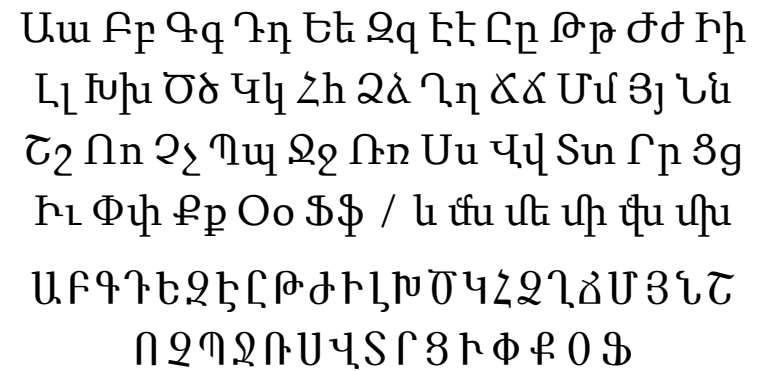 Աա Բբ Գգ Դդ Եե Զզ Էէ Ըը Թթ Ժժ Իի
Լլ Խխ Ծծ Կկ Հհ Ձձ Ղղ Ճճ Մմ Յյ Նն
Շշ Ոո Չչ Պպ Ջջ Ռռ Սս Վվ Տտ Րր Ցց
Իւ Փփ Քք Օօ Ֆֆ / և ﬓ ﬔ ﬕ ﬖ ﬗ
ԱԲԳԴԵԶԷԸԹԺԻԼԽԾԿՀՁՂՃՄՅՆՇ
ՈՉՊՋՌՍՎՏՐՑՒՓՔՕՖ